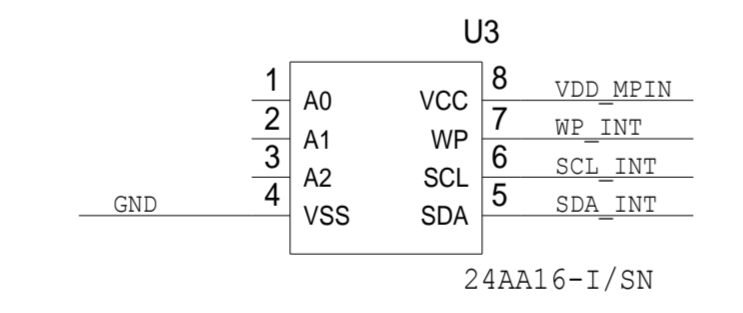 U3
1 A0 VCC 8 VDD_MPIN
2 A1 WP 7 WP_INT
3 A2 SCL 6 SCL_INT
GND 4 VSS SDA 5 SDA_INT
24AA16-I/SN